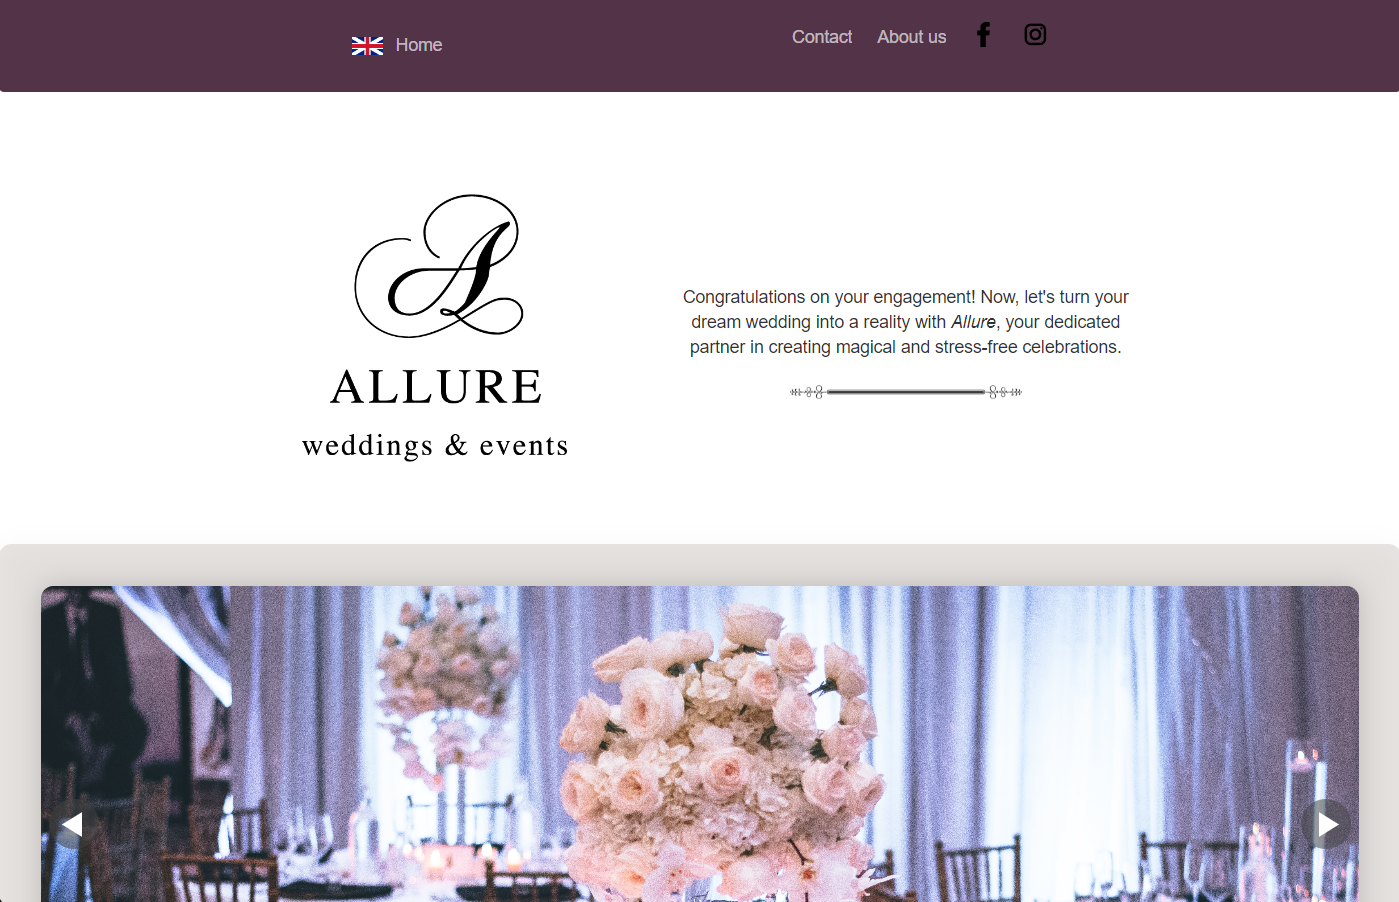 Home
Contact
About us
A
ALLURE
weddings & events
Congratulations on your engagement! Now, let's turn your
dream wedding into a reality with Allure, your dedicated
partner in creating magical and stress-free celebrations.